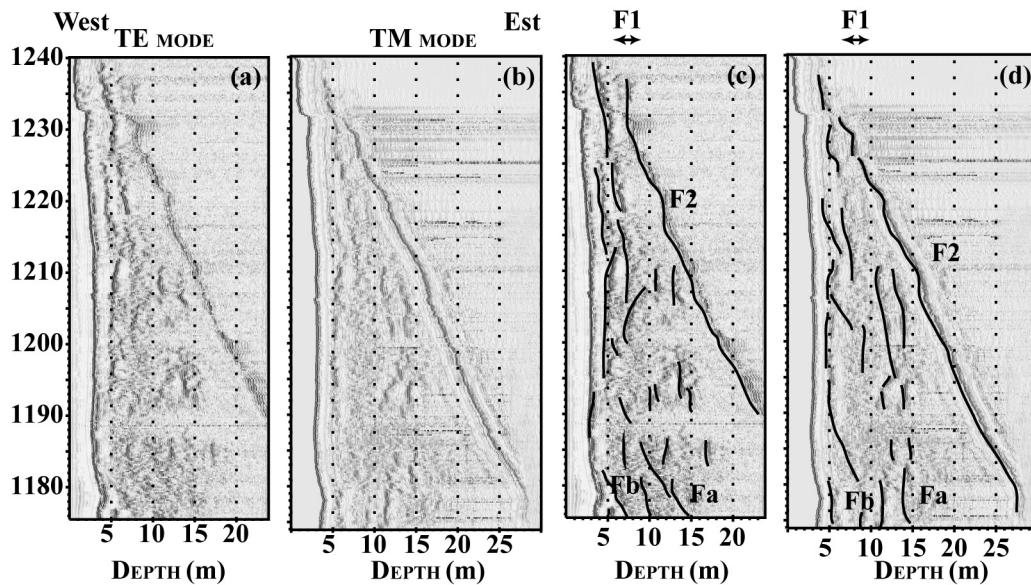 West
Est
F1
F1
TE MODE
TM MODE
1240
1230
1220
1210
1200
1190
1180
(a)
(b)
(c)
(d)
F2
F2
Fb
Fa
Fb
Fa
5 10 15 20
5 10 15 20 25
5 10 15 20
5 10 15 20 25
DEPTH (m)
DEPTH (m)
DEPTH (m)
DEPTH (m)